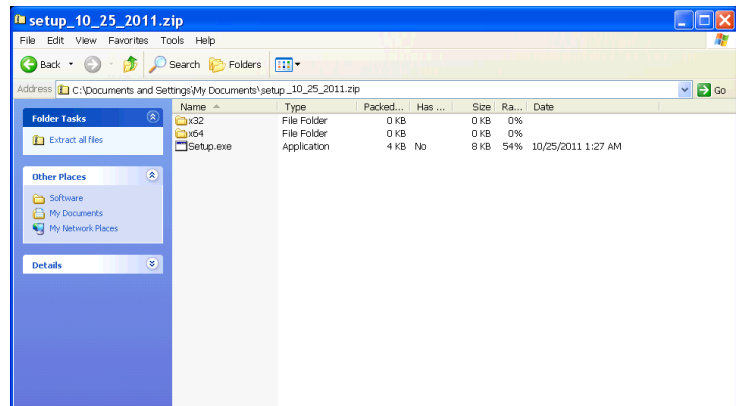 setup_10_25_2011.zip
File Edit View Favorites Tools Help
Back Search Folders
Address C:\Documents and Settings\My Documents\setup_10_25_2011.zip Go
Name Type Packed... Has ... Size Ra... Date
Folder Tasks
x32 File Folder 0 KB 0 KB 0%
x64 File Folder 0 KB 0 KB 0%
Extract all files
Setup.exe Application 4 KB No 8 KB 54% 10/25/2011 1:27 AM
Other Places
Software
My Documents
My Network Places
Details